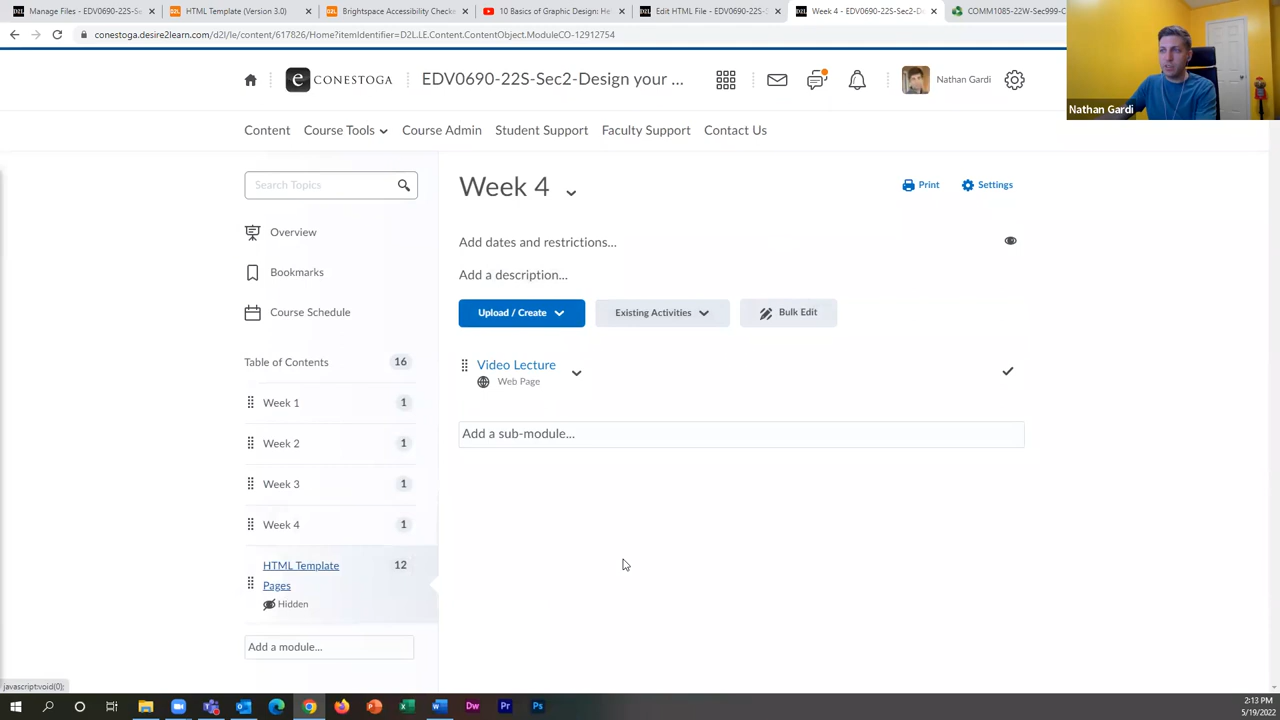 Manage Files - EDV0690-22S-Sec2-
HTML Template (Version 3.0)
Brightspace Accessibility Checke
10 Basics of Graphic Design: He
Edit HTML File - EDV0690-22S-
Week 4 - EDV0690-22S-Sec2-D
COMM1085-22W-Sec999-C
conestoga.desire2learn.com/d2l/le/content/617826/Home?itemIdentifier=D2L.LE.Content.ContentObject.ModuleCO-12912754
Nathan Gardi
CONESTOGA
EDV0690-22S-Sec2-Design your ...
Nathan Gardi
Content
Course Tools
Course Admin
Student Support
Faculty Support
Contact Us
Search Topics
Overview
Bookmarks
Course Schedule
Table of Contents 16
Week 1 1
Week 2 1
Week 3 1
Week 4 1
HTML Template 12
Pages
Hidden
Add a module...
Week 4
Print
Settings
Add dates and restrictions...
Add a description...
Upload / Create
Existing Activities
Bulk Edit
Video Lecture
Web Page
Add a sub-module...
javascript:void(0);
Dw
Pr
Ps
2:13 PM
5/19/2022